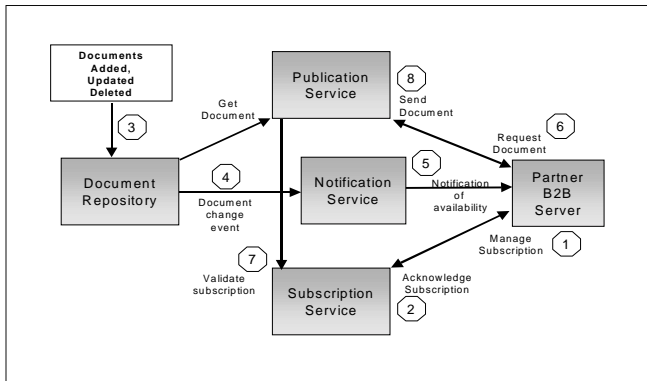 Documents
Added,
Updated
Deleted
3
Publication
Service
8
Send
Document
Get
Document
6
Request
Document
Document
Repository
4
Document
change
event
Notification
Service
5
Notification
of
availability
Partner
B2B
Server
Manage
Subscription
1
7
Validate
subscription
Subscription
Service
Acknowledge
Subscription
2